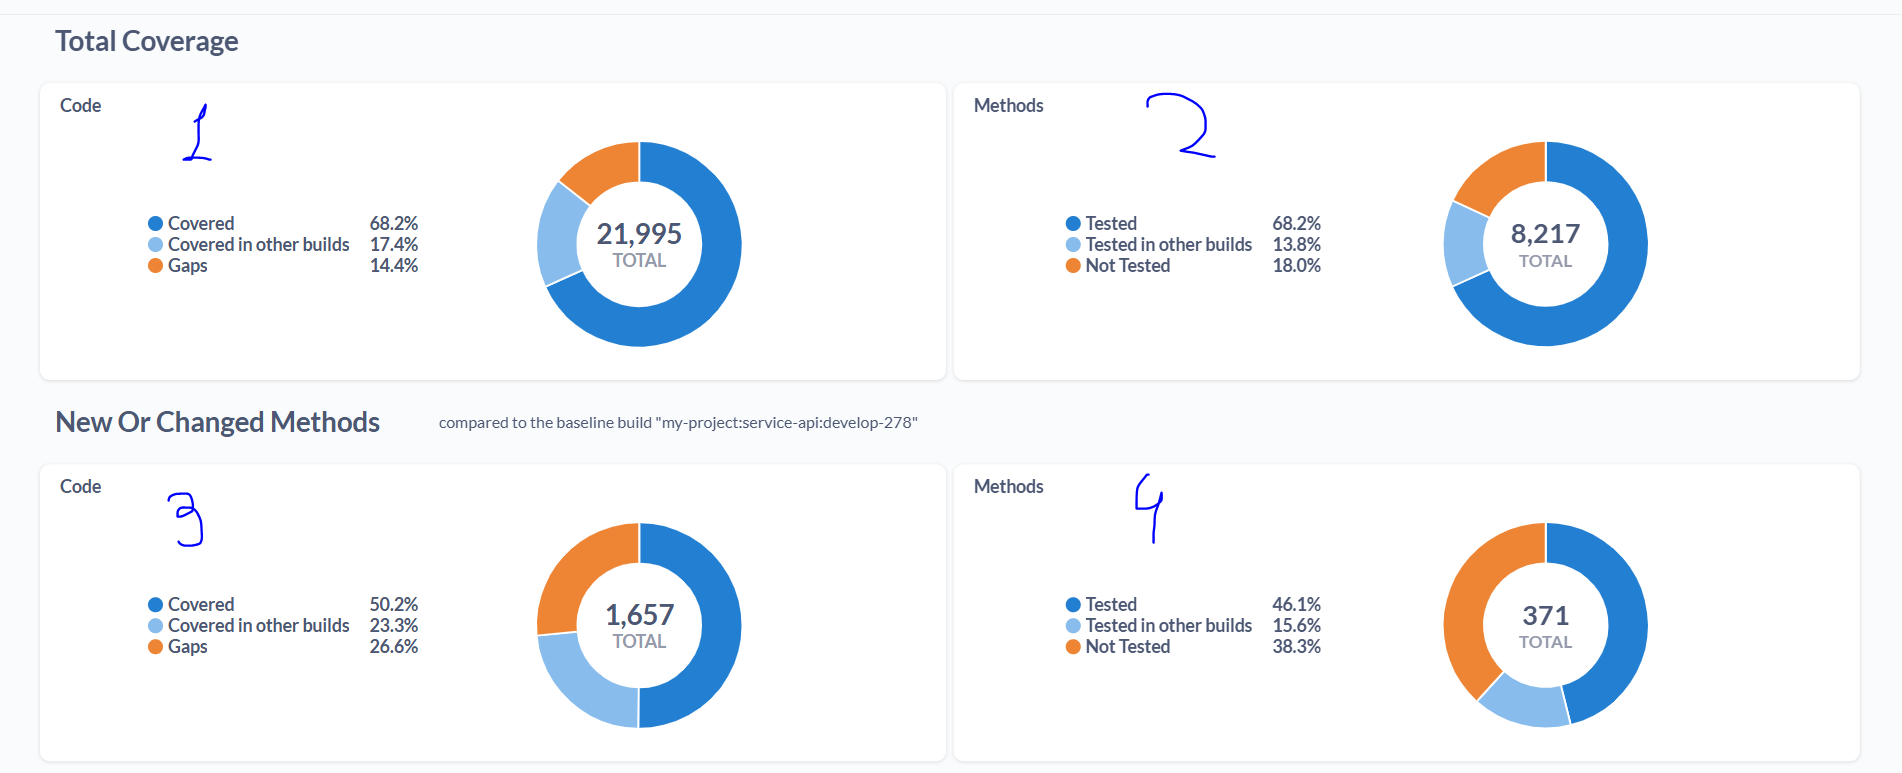 Total Coverage
Code
1
Covered 68.2%
Covered in other builds 17.4%
Gaps 14.4%
21,995
TOTAL
Methods
2
Tested 68.2%
Tested in other builds 13.8%
Not Tested 18.0%
8,217
TOTAL
New Or Changed Methods compared to the baseline build "my-project:service-api:develop-278"
Code
3
Covered 50.2%
Covered in other builds 23.3%
Gaps 26.6%
1,657
TOTAL
Methods
4
Tested 46.1%
Tested in other builds 15.6%
Not Tested 38.3%
371
TOTAL